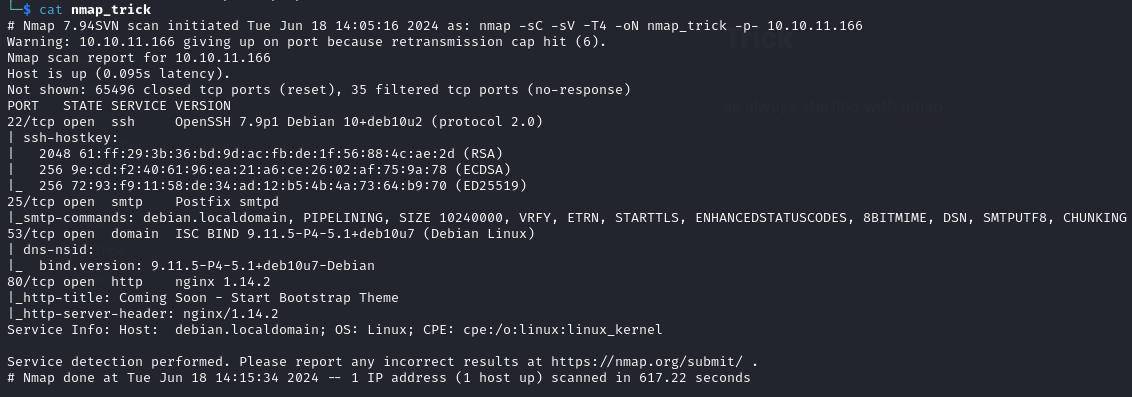 └─$ cat nmap_trick
# Nmap 7.94SVN scan initiated Tue Jun 18 14:05:16 2024 as: nmap -sC -sV -T4 -oN nmap_trick -p- 10.10.11.166
Warning: 10.10.11.166 giving up on port because retransmission cap hit (6).
Nmap scan report for 10.10.11.166
Host is up (0.095s latency).
Not shown: 65496 closed tcp ports (reset), 35 filtered tcp ports (no-response)
PORT   STATE SERVICE VERSION
22/tcp open  ssh     OpenSSH 7.9p1 Debian 10+deb10u2 (protocol 2.0)
| ssh-hostkey:
|   2048 61:ff:29:3b:36:bd:9d:ac:fb:de:1f:56:88:4c:ae:2d (RSA)
|   256 9e:cd:f2:40:61:96:ea:21:a6:ce:26:02:af:75:9a:78 (ECDSA)
|_  256 72:93:f9:11:58:de:34:ad:12:b5:4b:4a:73:64:b9:70 (ED25519)
25/tcp open  smtp    Postfix smtpd
|_smtp-commands: debian.localdomain, PIPELINING, SIZE 10240000, VRFY, ETRN, STARTTLS, ENHANCEDSTATUSCODES, 8BITMIME, DSN, SMTPUTF8, CHUNKING
53/tcp open  domain  ISC BIND 9.11.5-P4-5.1+deb10u7 (Debian Linux)
| dns-nsid:
|_  bind.version: 9.11.5-P4-5.1+deb10u7-Debian
80/tcp open  http    nginx 1.14.2
|_http-title: Coming Soon - Start Bootstrap Theme
|_http-server-header: nginx/1.14.2
Service Info: Host:  debian.localdomain; OS: Linux; CPE: cpe:/o:linux:linux_kernel

Service detection performed. Please report any incorrect results at https://nmap.org/submit/ .
# Nmap done at Tue Jun 18 14:15:34 2024 -- 1 IP address (1 host up) scanned in 617.22 seconds